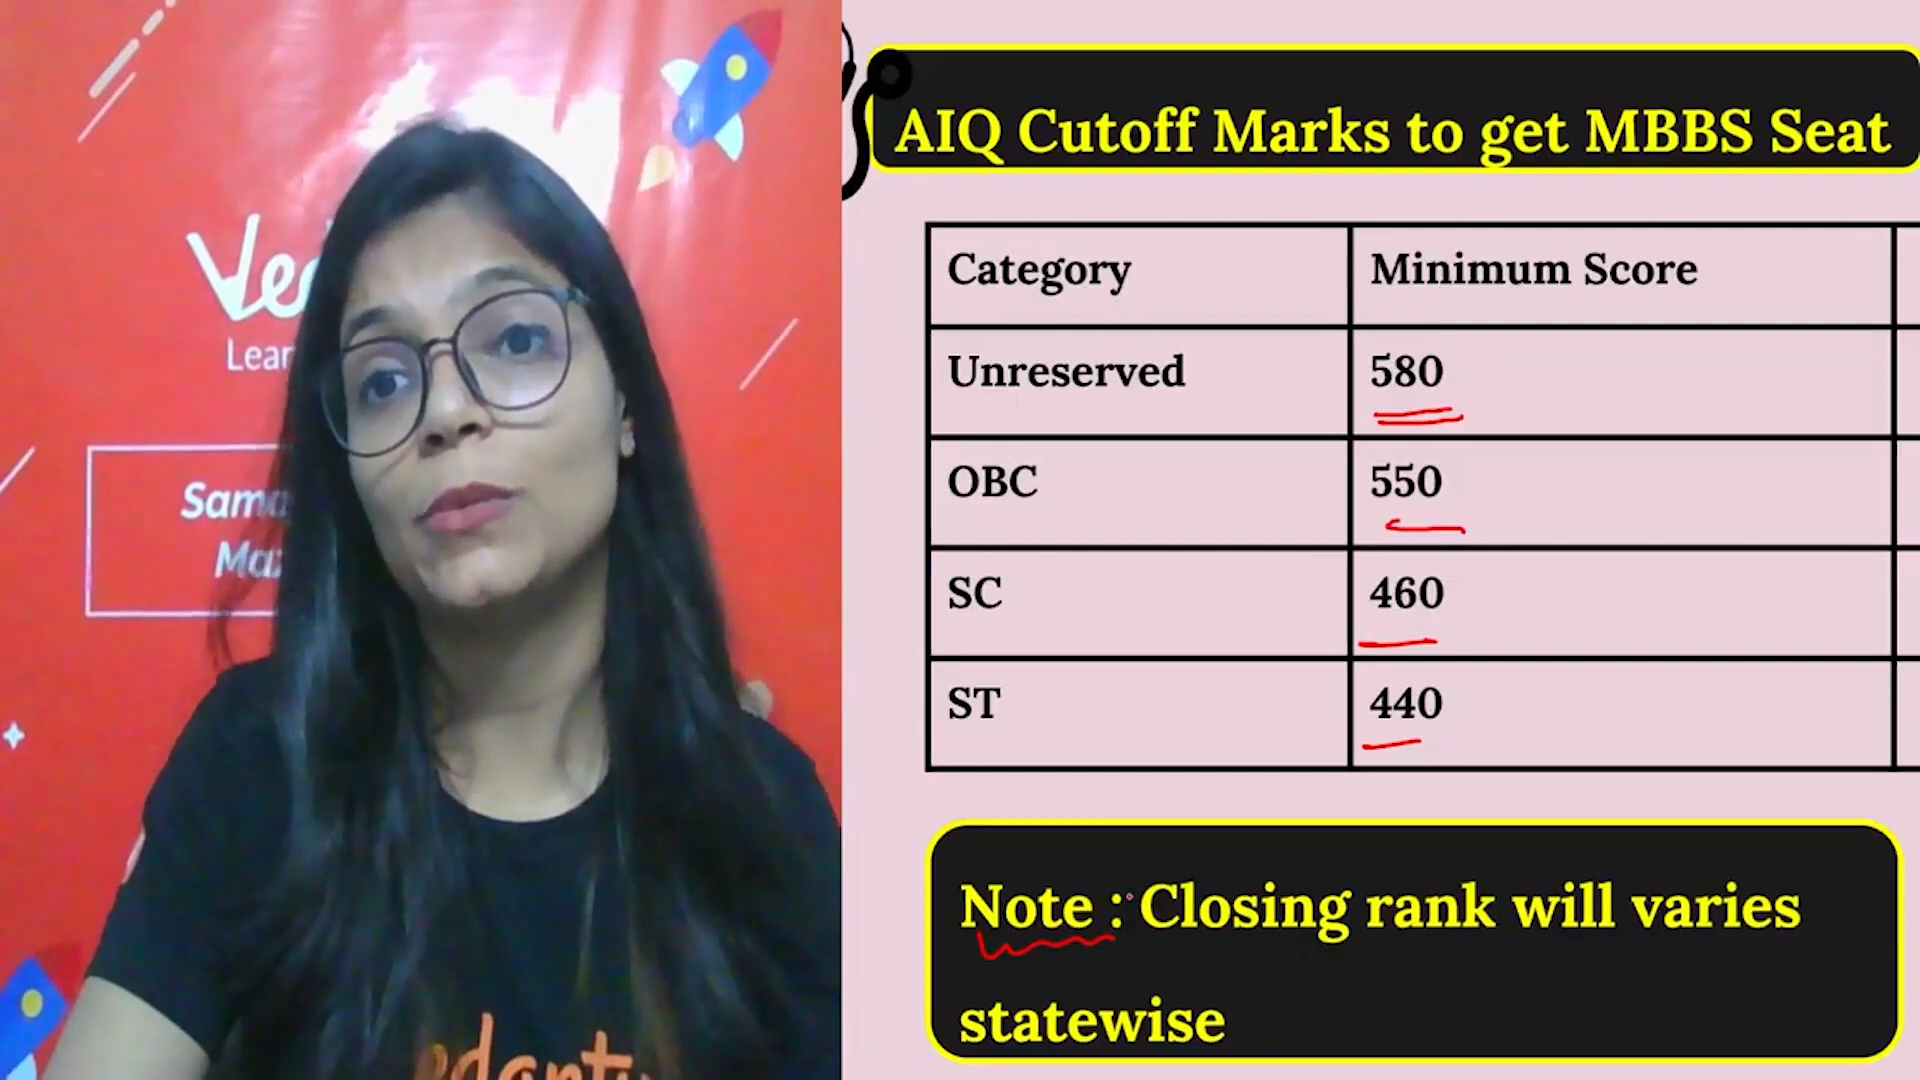 AIQ Cutoff Marks to get MBBS Seat
Category Minimum Score
Unreserved 580
OBC 550
SC 460
ST 440
Note : Closing rank will varies
statewise